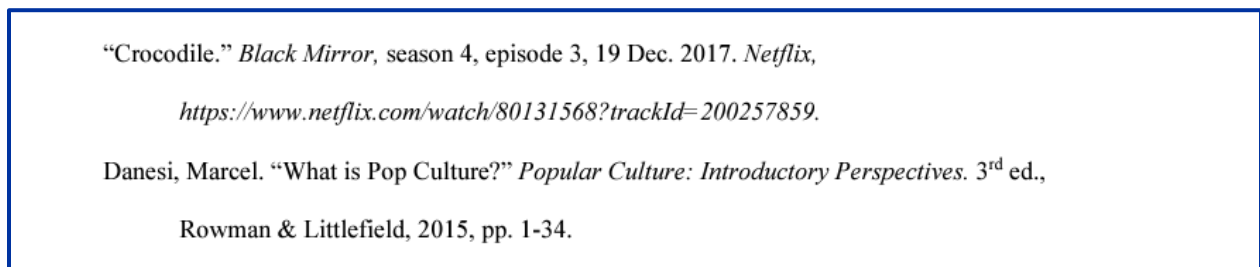 “Crocodile.” Black Mirror, season 4, episode 3, 19 Dec. 2017. Netflix,
https://www.netflix.com/watch/80131568?trackId=200257859.
Danesi, Marcel. “What is Pop Culture?” Popular Culture: Introductory Perspectives. 3rd ed.,
Rowman & Littlefield, 2015, pp. 1-34.